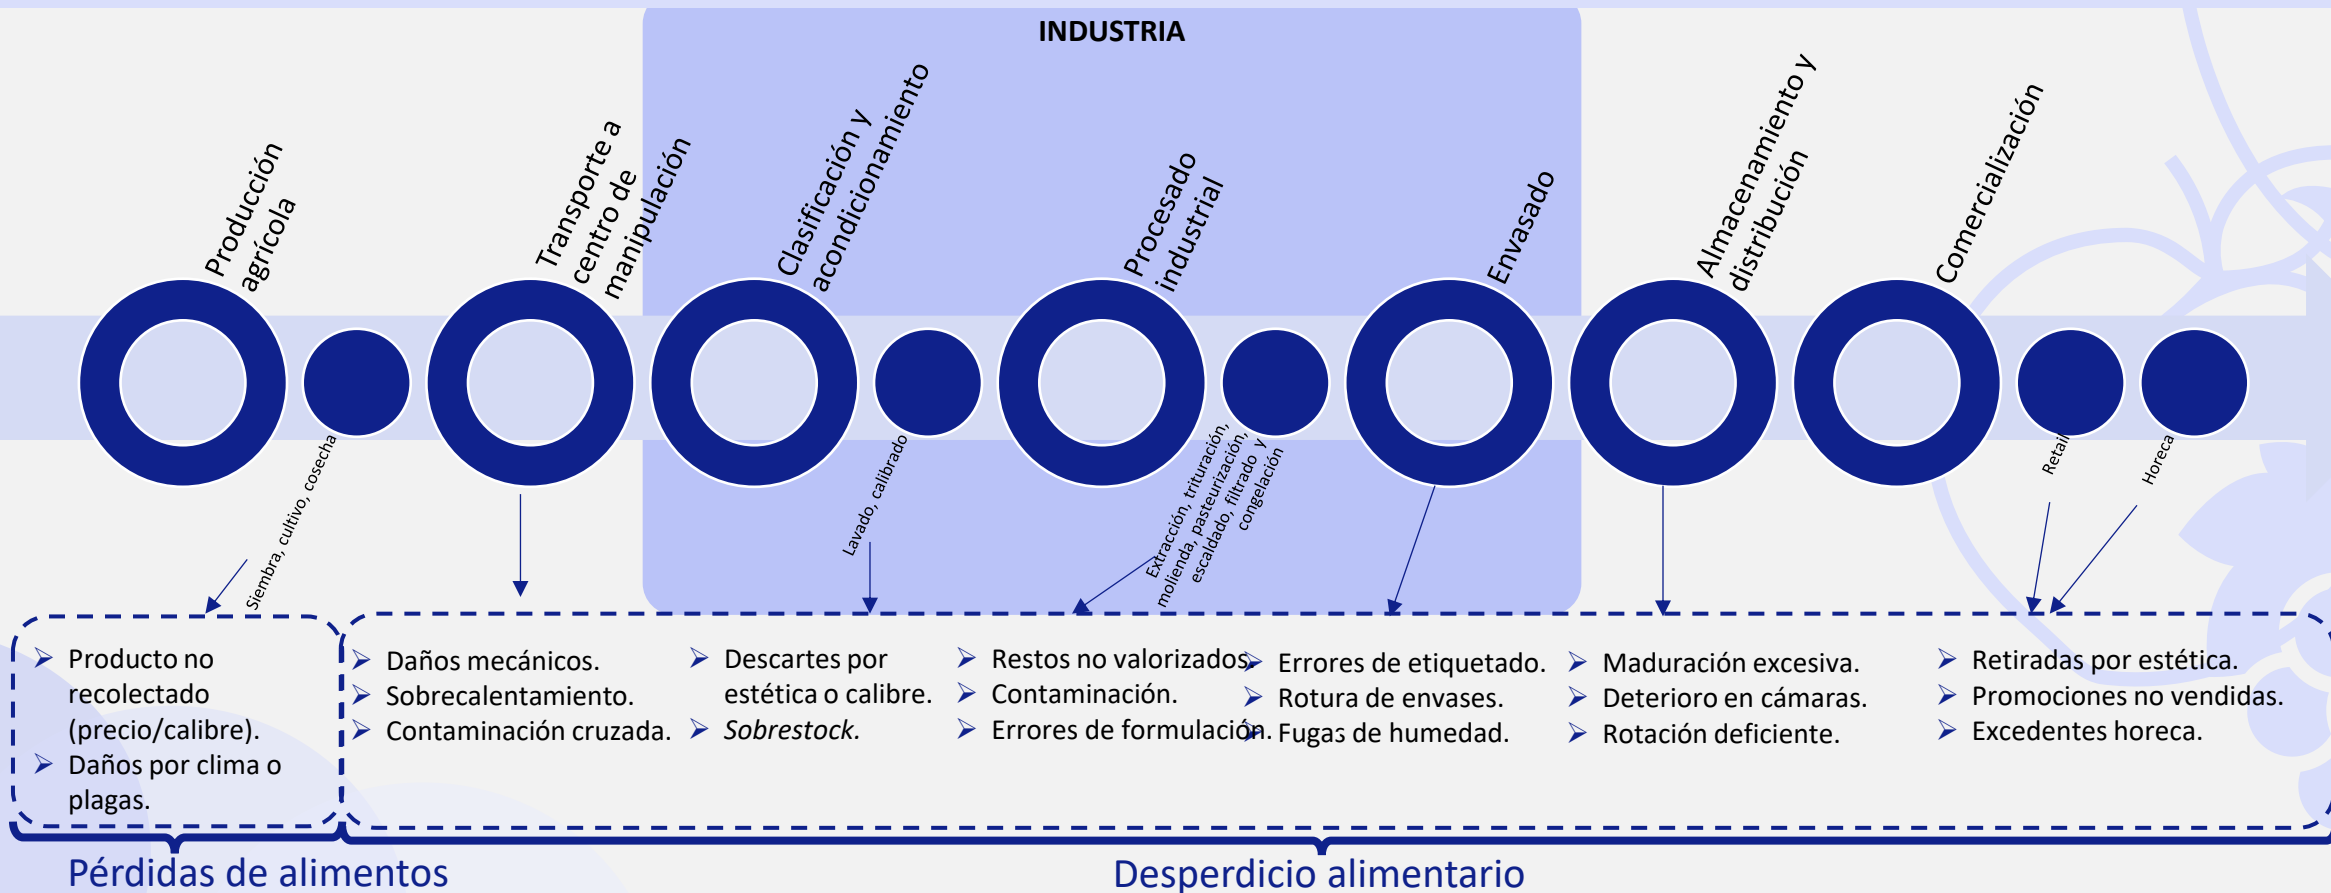 INDUSTRIA
Producción
agrícola
Transporte a
centro de
manipulación
Clasificación y
acondicionamiento
Procesado
industrial
Envasado
Almacenamiento y
distribución
Comercialización
Siembra, cultivo, cosecha
Lavado, calibrado
Extracción, trituración,
molienda, pasteurización,
escaldado, filtrado y
congelación
Retail
Horeca
➢ Producto no
recolectado
(precio/calibre).
➢ Daños por clima o
plagas.
➢ Daños mecánicos.
➢ Sobrecalentamiento.
➢ Contaminación cruzada.
➢ Descartes por
estética o calibre.
➢ Sobrestock.
➢ Restos no valorizados.
➢ Contaminación.
➢ Errores de formulación.
➢ Errores de etiquetado.
➢ Rotura de envases.
➢ Fugas de humedad.
➢ Maduración excesiva.
➢ Deterioro en cámaras.
➢ Rotación deficiente.
➢ Retiradas por estética.
➢ Promociones no vendidas.
➢ Excedentes horeca.
Pérdidas de alimentos
Desperdicio alimentario